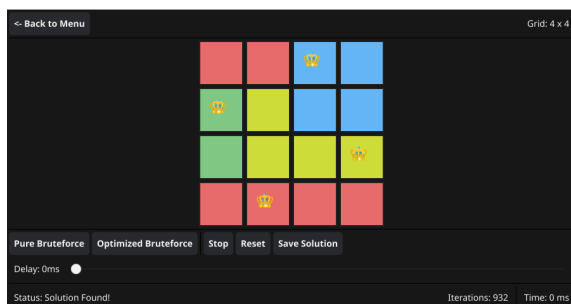 <- Back to Menu Grid: 4 x 4
Pure Bruteforce Optimized Bruteforce Stop Reset Save Solution
Delay: 0ms
Status: Solution Found! Iterations: 932 Time: 0 ms